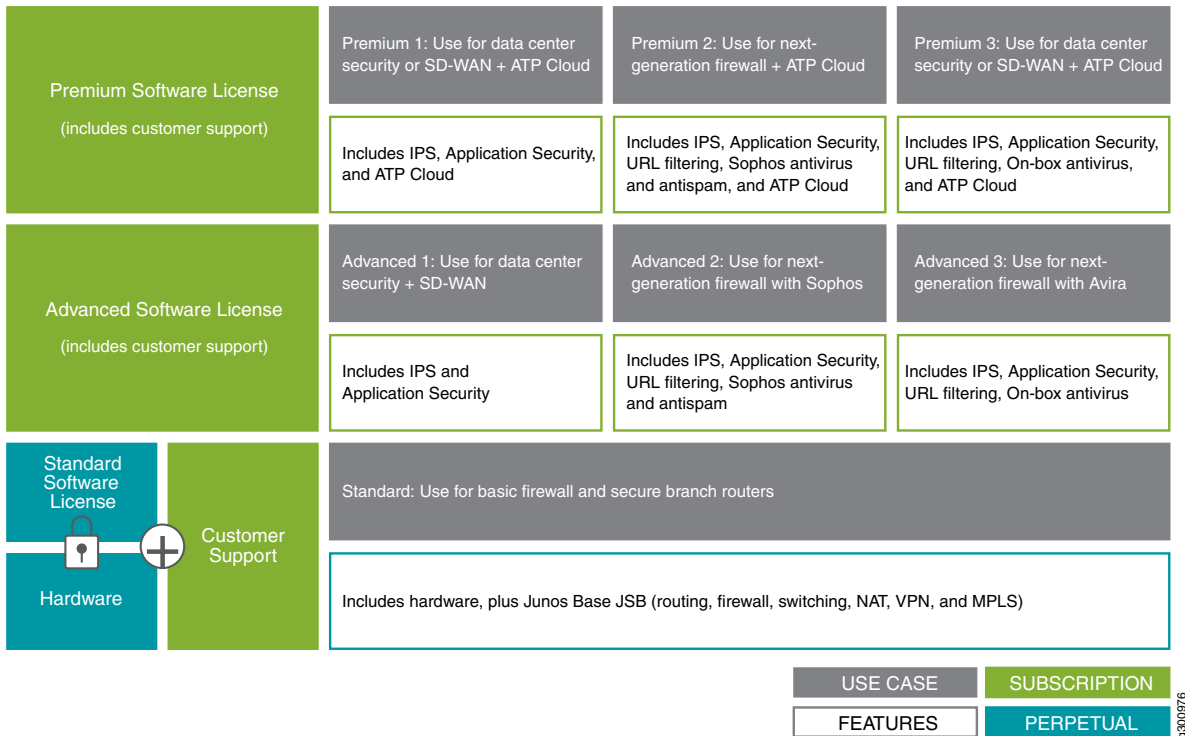 Premium Software License
(includes customer support)
Premium 1: Use for data center
security or SD-WAN + ATP Cloud
Premium 2: Use for next-
generation firewall + ATP Cloud
Premium 3: Use for data center
security or SD-WAN + ATP Cloud
Includes IPS, Application Security,
and ATP Cloud
Includes IPS, Application Security,
URL filtering, Sophos antivirus
and antispam, and ATP Cloud
Includes IPS, Application Security,
URL filtering, On-box antivirus,
and ATP Cloud
Advanced Software License
(includes customer support)
Advanced 1: Use for data center
security + SD-WAN
Advanced 2: Use for next-
generation firewall with Sophos
Advanced 3: Use for next-
generation firewall with Avira
Includes IPS and
Application Security
Includes IPS, Application Security,
URL filtering, Sophos antivirus
and antispam
Includes IPS, Application Security,
URL filtering, On-box antivirus
Standard
Software
License
Hardware
Customer
Support
Standard: Use for basic firewall and secure branch routers
Includes hardware, plus Junos Base JSB (routing, firewall, switching, NAT, VPN, and MPLS)
USE CASE
SUBSCRIPTION
FEATURES
PERPETUAL
g300976